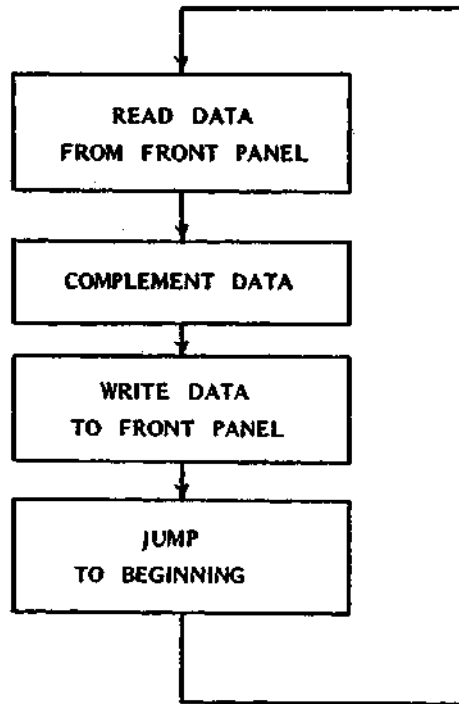 READ DATA
FROM FRONT PANEL
COMPLEMENT DATA
WRITE DATA
TO FRONT PANEL
JUMP
TO BEGINNING